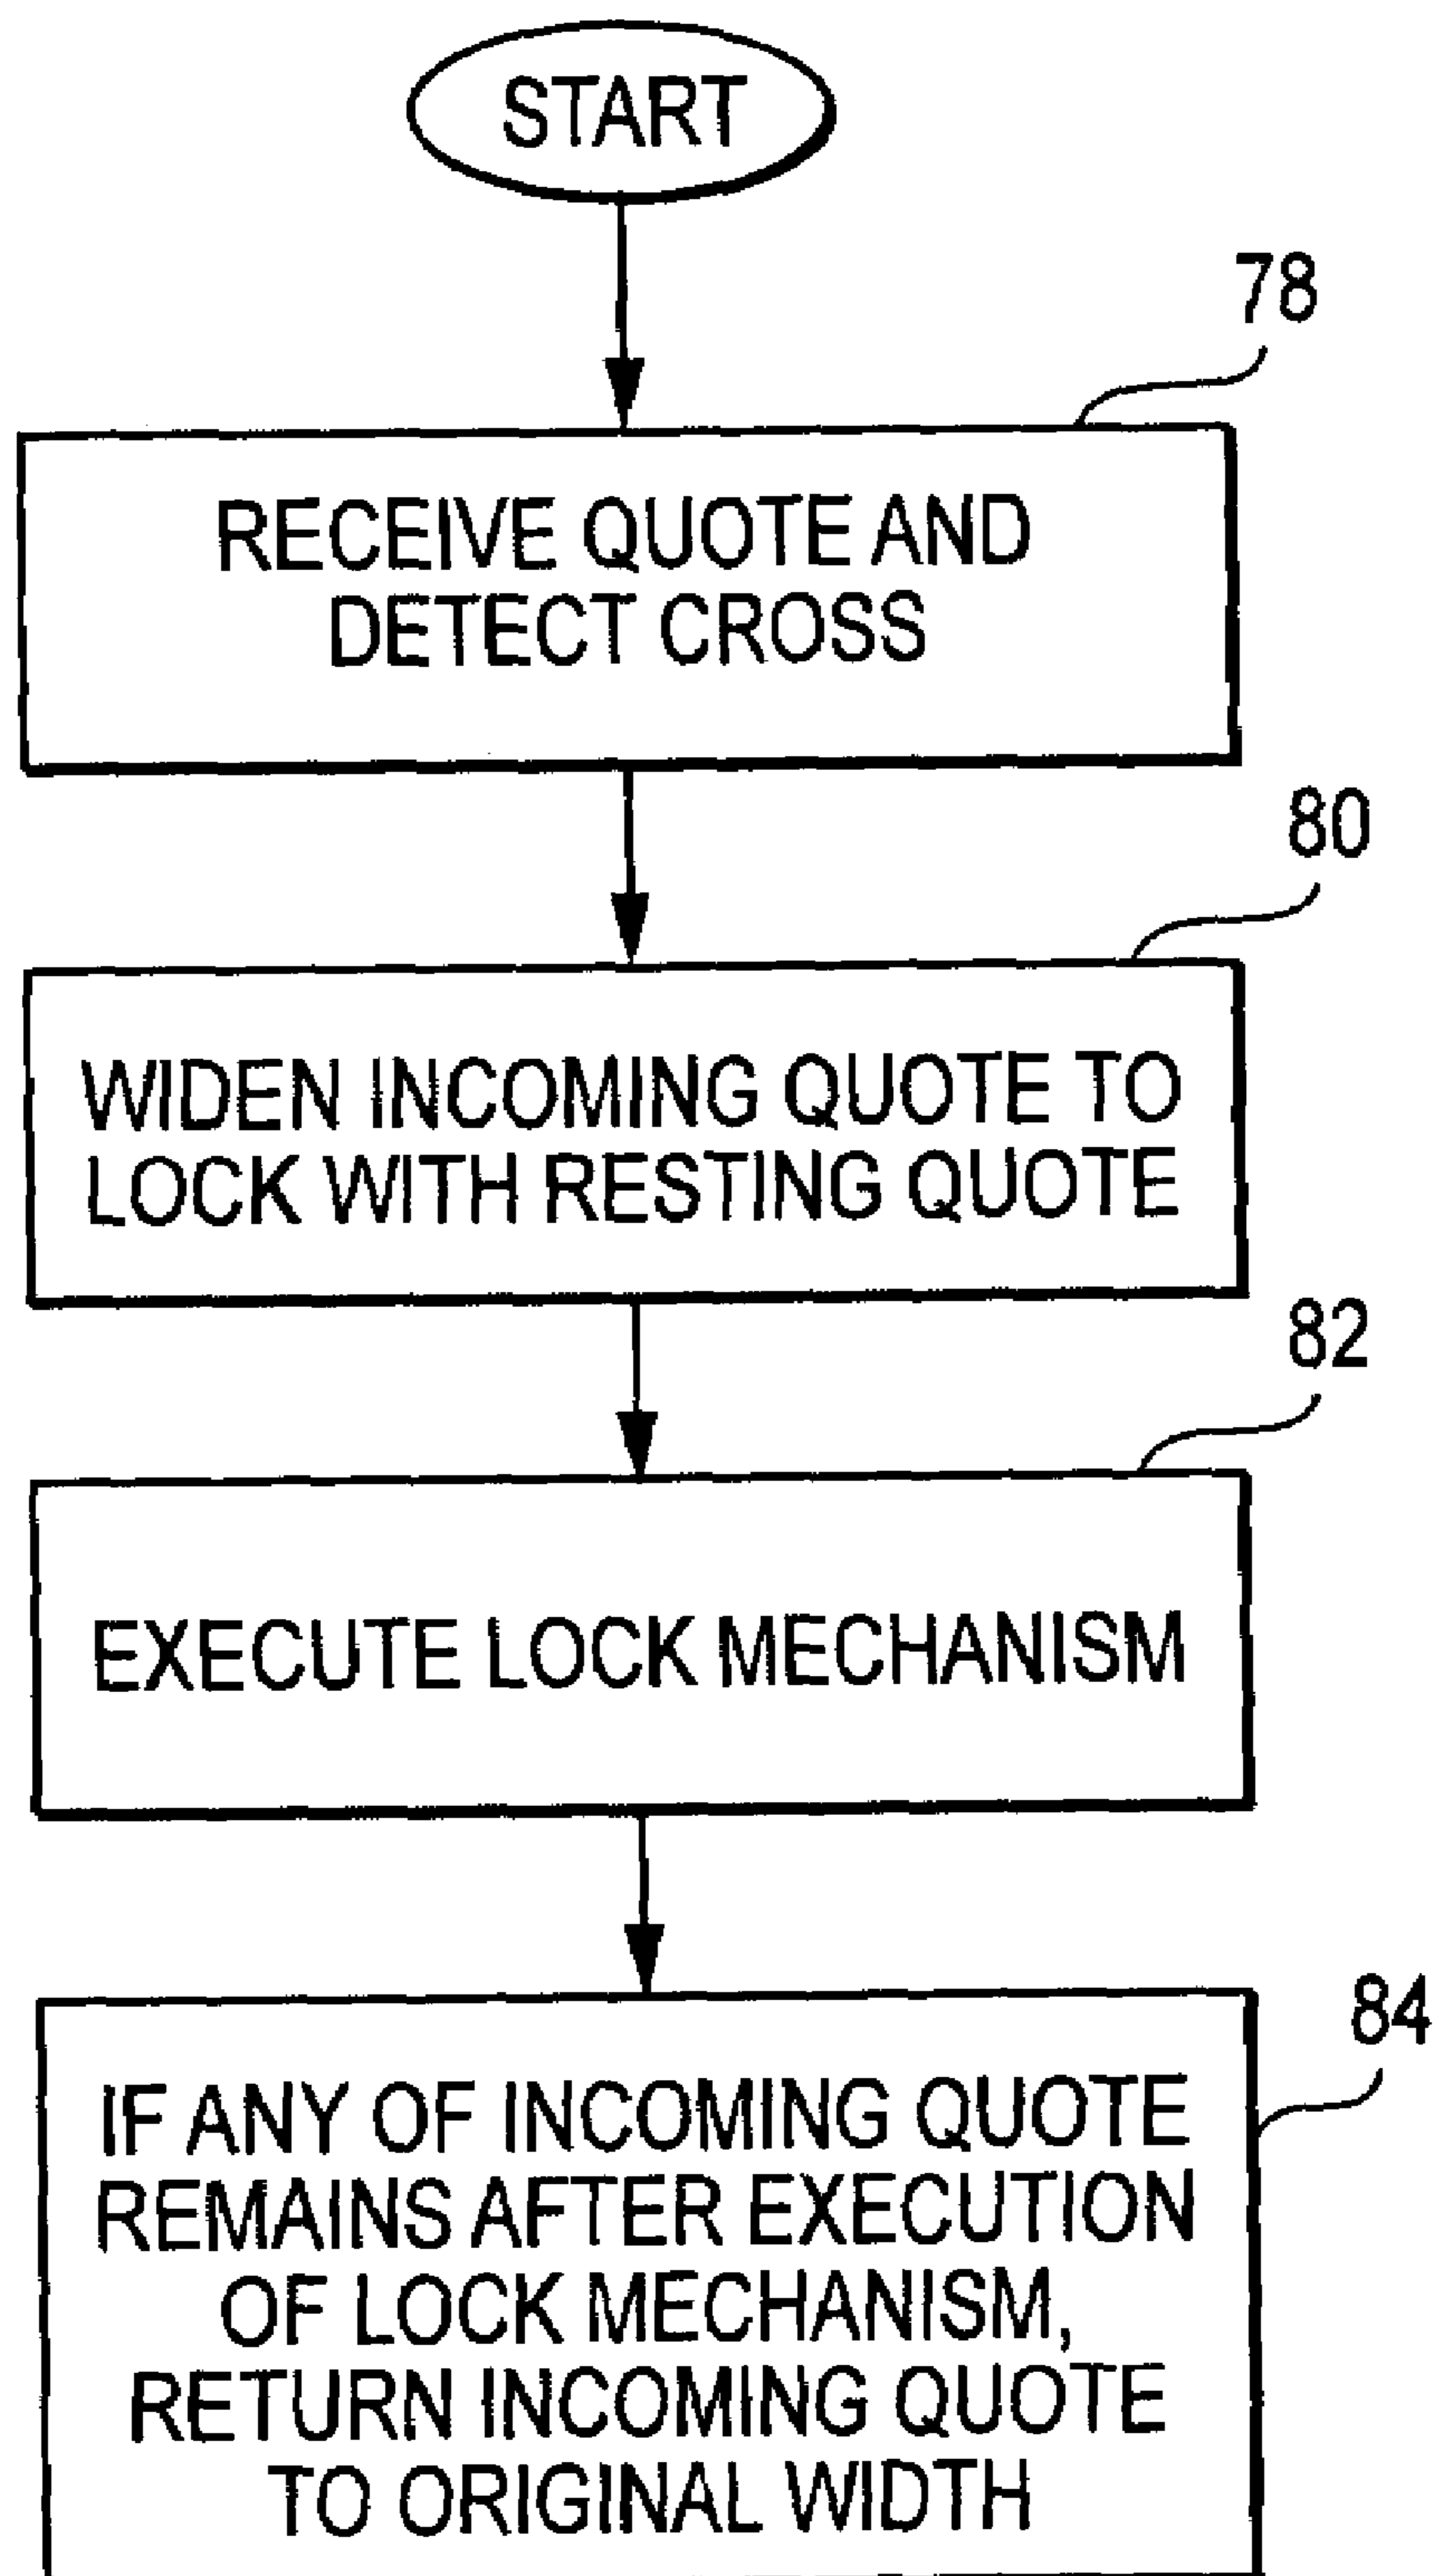 START
78
RECEIVE QUOTE AND
DETECT CROSS
80
WIDEN INCOMING QUOTE TO
LOCK WITH RESTING QUOTE
82
EXECUTE LOCK MECHANISM
84
IF ANY OF INCOMING QUOTE
REMAINS AFTER EXECUTION
OF LOCK MECHANISM,
RETURN INCOMING QUOTE
TO ORIGINAL WIDTH